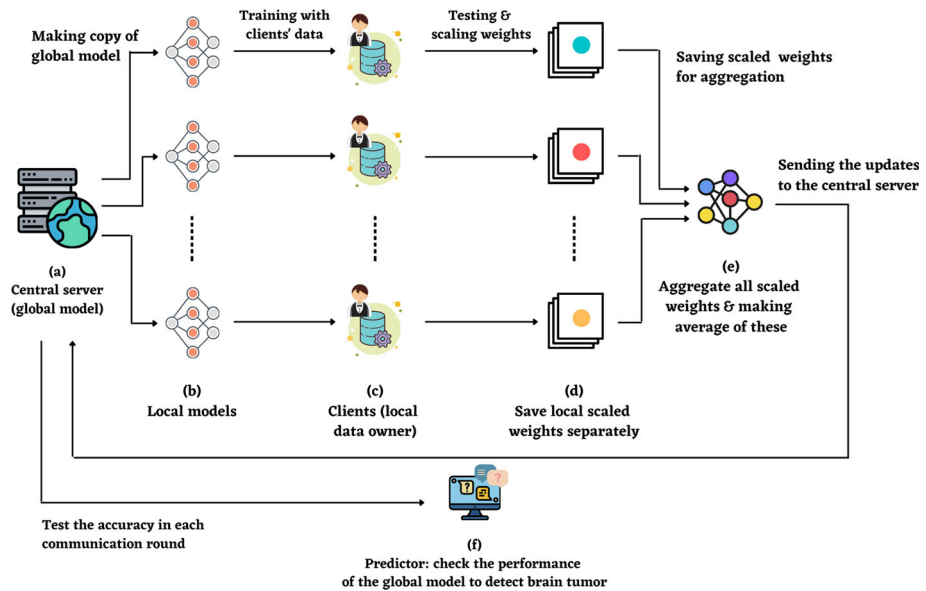 Making copy of
global model
Training with
clients' data
Testing &
scaling weights
Saving scaled weights
for aggregation
Sending the updates
to the central server
(a)
Central server
(global model)
(e)
Aggregate all scaled
weights & making
average of these
(b)
Local models
(c)
Clients (local
data owner)
(d)
Save local scaled
weights separately
Test the accuracy in each
communication round
? ?
?
(f)
Predictor: check the performance
of the global model to detect brain tumor